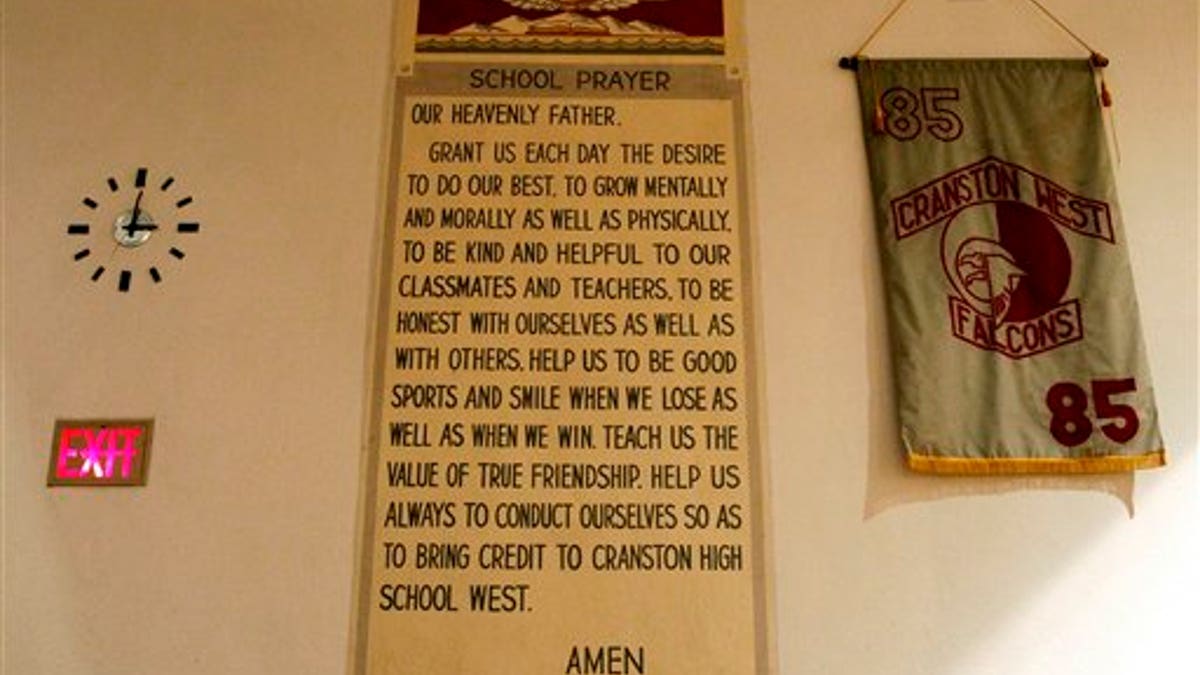 SCHOOL PRAYER
OUR HEAVENLY FATHER.
GRANT US EACH DAY THE DESIRE
TO DO OUR BEST, TO GROW MENTALLY
AND MORALLY AS WELL AS PHYSICALLY,
TO BE KIND AND HELPFUL TO OUR
CLASSMATES AND TEACHERS, TO BE
HONEST WITH OURSELVES AS WELL AS
WITH OTHERS. HELP US TO BE GOOD
SPORTS AND SMILE WHEN WE LOSE AS
WELL AS WHEN WE WIN. TEACH US THE
VALUE OF TRUE FRIENDSHIP. HELP US
ALWAYS TO CONDUCT OURSELVES SO AS
TO BRING CREDIT TO CRANSTON HIGH
SCHOOL WEST.
AMEN
EXIT
85
CRANSTON WEST
FALCONS
85